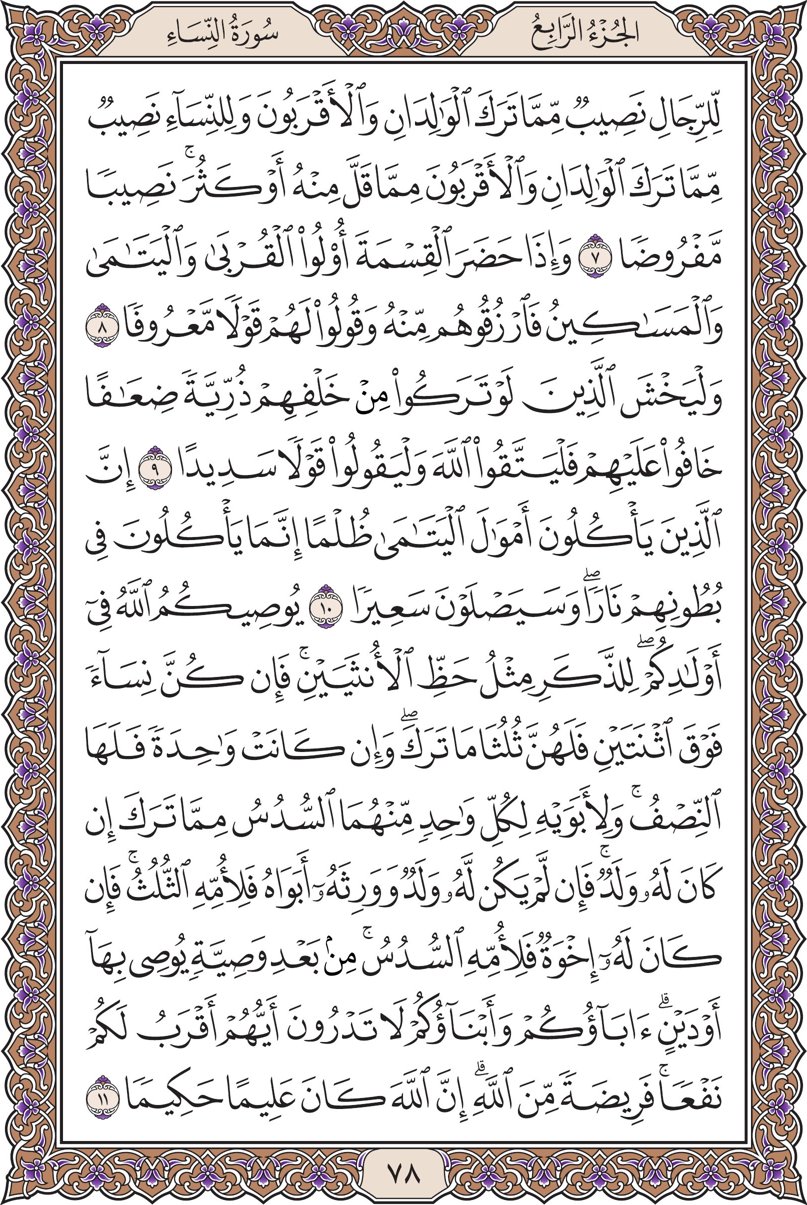 الجُزْءُ الرَّابِعُ
سُورَةُ النِّسَاءِ
لِّلرِّجَالِ نَصِيبٌ مِّمَّا تَرَكَ ٱلْوَٰلِدَانِ وَٱلْأَقْرَبُونَ وَلِلنِّسَآءِ نَصِيبٌ
مِّمَّا تَرَكَ ٱلْوَٰلِدَانِ وَٱلْأَقْرَبُونَ مِمَّا قَلَّ مِنْهُ أَوْ كَثُرَۚ نَصِيبًا
مَّفْرُوضًا ٧ وَإِذَا حَضَرَ ٱلْقِسْمَةَ أُو۟لُوا۟ ٱلْقُرْبَىٰ وَٱلْيَتَٰمَىٰ
وَٱلْمَسَٰكِينُ فَٱرْزُقُوهُم مِّنْهُ وَقُولُوا۟ لَهُمْ قَوْلًا مَّعْرُوفًا ٨
وَلْيَخْشَ ٱلَّذِينَ لَوْ تَرَكُوا۟ مِنْ خَلْفِهِمْ ذُرِّيَّةً ضِعَٰفًا
خَافُوا۟ عَلَيْهِمْ فَلْيَتَّقُوا۟ ٱللَّهَ وَلْيَقُولُوا۟ قَوْلًا سَدِيدًا ٩ إِنَّ
ٱلَّذِينَ يَأْكُلُونَ أَمْوَٰلَ ٱلْيَتَٰمَىٰ ظُلْمًا إِنَّمَا يَأْكُلُونَ فِى
بُطُونِهِمْ نَارًاۖ وَسَيَصْلَوْنَ سَعِيرًا ١٠ يُوصِيكُمُ ٱللَّهُ فِىٓ
أَوْلَٰدِكُمْۖ لِلذَّكَرِ مِثْلُ حَظِّ ٱلْأُنثَيَيْنِۚ فَإِن كُنَّ نِسَآءً
فَوْقَ ٱثْنَتَيْنِ فَلَهُنَّ ثُلُثَا مَا تَرَكَۖ وَإِن كَانَتْ وَٰحِدَةً فَلَهَا
ٱلنِّصْفُۚ وَلِأَبَوَيْهِ لِكُلِّ وَٰحِدٍ مِّنْهُمَا ٱلسُّدُسُ مِمَّا تَرَكَ إِن
كَانَ لَهُۥ وَلَدٌۚ فَإِن لَّمْ يَكُن لَّهُۥ وَلَدٌ وَوَرِثَهُۥٓ أَبَوَاهُ فَلِأُمِّهِ ٱلثُّلُثُۚ فَإِن
كَانَ لَهُۥٓ إِخْوَةٌ فَلِأُمِّهِ ٱلسُّدُسُۚ مِنۢ بَعْدِ وَصِيَّةٍ يُوصِى بِهَآ
أَوْ دَيْنٍۗ ءَابَآؤُكُمْ وَأَبْنَآؤُكُمْ لَا تَدْرُونَ أَيُّهُمْ أَقْرَبُ لَكُمْ
نَفْعًاۚ فَرِيضَةً مِّنَ ٱللَّهِۗ إِنَّ ٱللَّهَ كَانَ عَلِيمًا حَكِيمًا ١١
٧٨